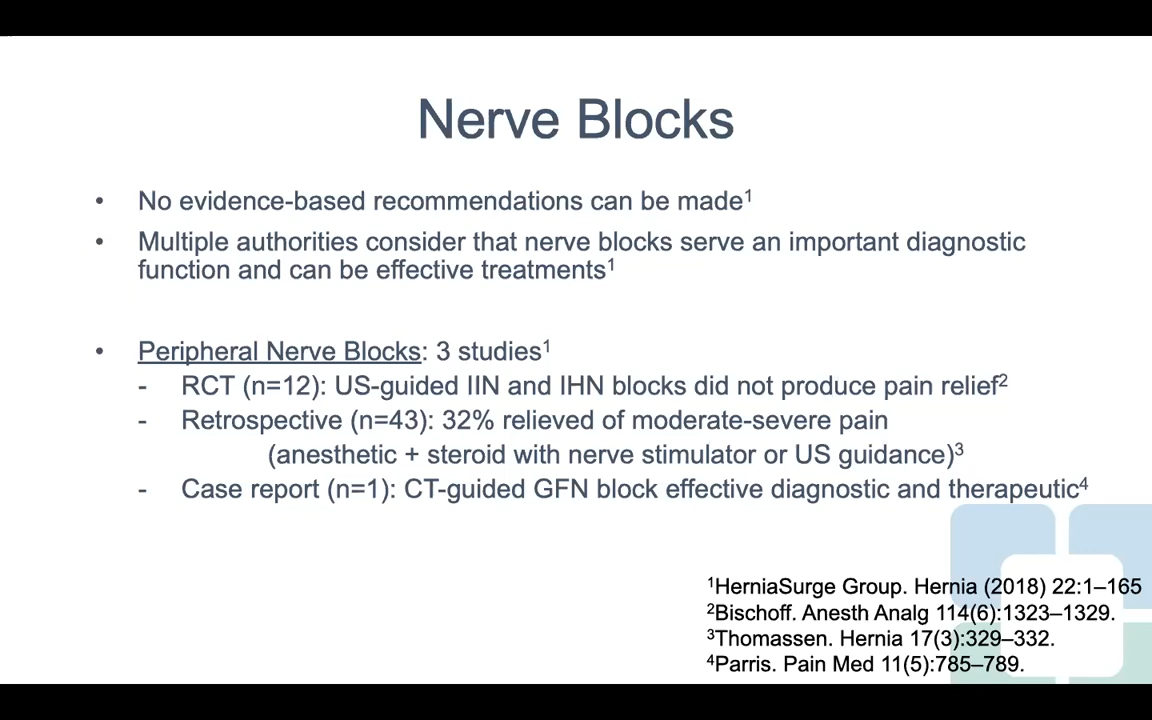 Nerve Blocks
• No evidence-based recommendations can be made¹
• Multiple authorities consider that nerve blocks serve an important diagnostic
function and can be effective treatments¹
• Peripheral Nerve Blocks: 3 studies¹
- RCT (n=12): US-guided IIN and IHN blocks did not produce pain relief²
- Retrospective (n=43): 32% relieved of moderate-severe pain
(anesthetic + steroid with nerve stimulator or US guidance)³
- Case report (n=1): CT-guided GFN block effective diagnostic and therapeutic⁴
¹HerniaSurge Group. Hernia (2018) 22:1–165
²Bischoff. Anesth Analg 114(6):1323–1329.
³Thomassen. Hernia 17(3):329–332.
⁴Parris. Pain Med 11(5):785–789.